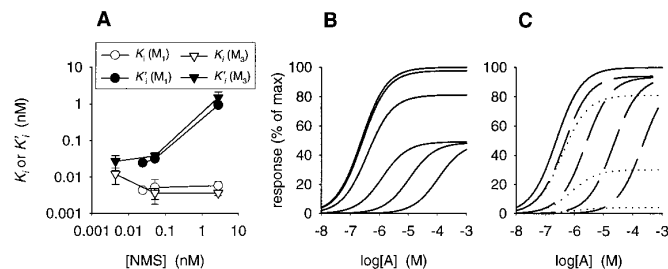 A
B
C
Kᵢ (M₁)
Kᵢ (M₃)
K'ᵢ (M₁)
K'ᵢ (M₃)
Kᵢ or K'ᵢ (nM)
10
1
0.1
0.01
0.001
0.001 0.01 0.1 1 10
[NMS] (nM)
response (% of max)
100
80
60
40
20
0
-8 -7 -6 -5 -4 -3
log[A] (M)
100
80
60
40
20
0
-8 -7 -6 -5 -4 -3
log[A] (M)